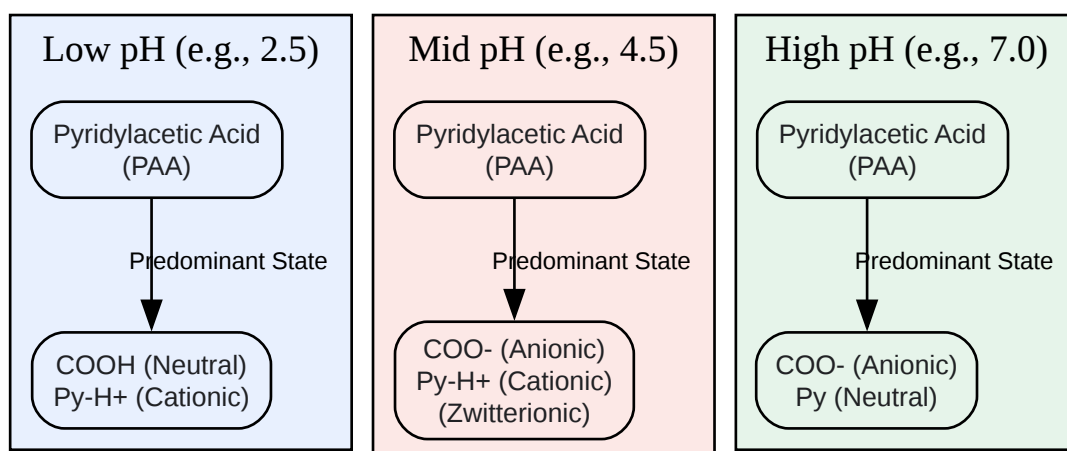 Low pH (e.g., 2.5)
Pyridylacetic Acid
(PAA)
Predominant State
COOH (Neutral)
Py-H+ (Cationic)
Mid pH (e.g., 4.5)
Pyridylacetic Acid
(PAA)
Predominant State
COO- (Anionic)
Py-H+ (Cationic)
(Zwitterionic)
High pH (e.g., 7.0)
Pyridylacetic Acid
(PAA)
Predominant State
COO- (Anionic)
Py (Neutral)